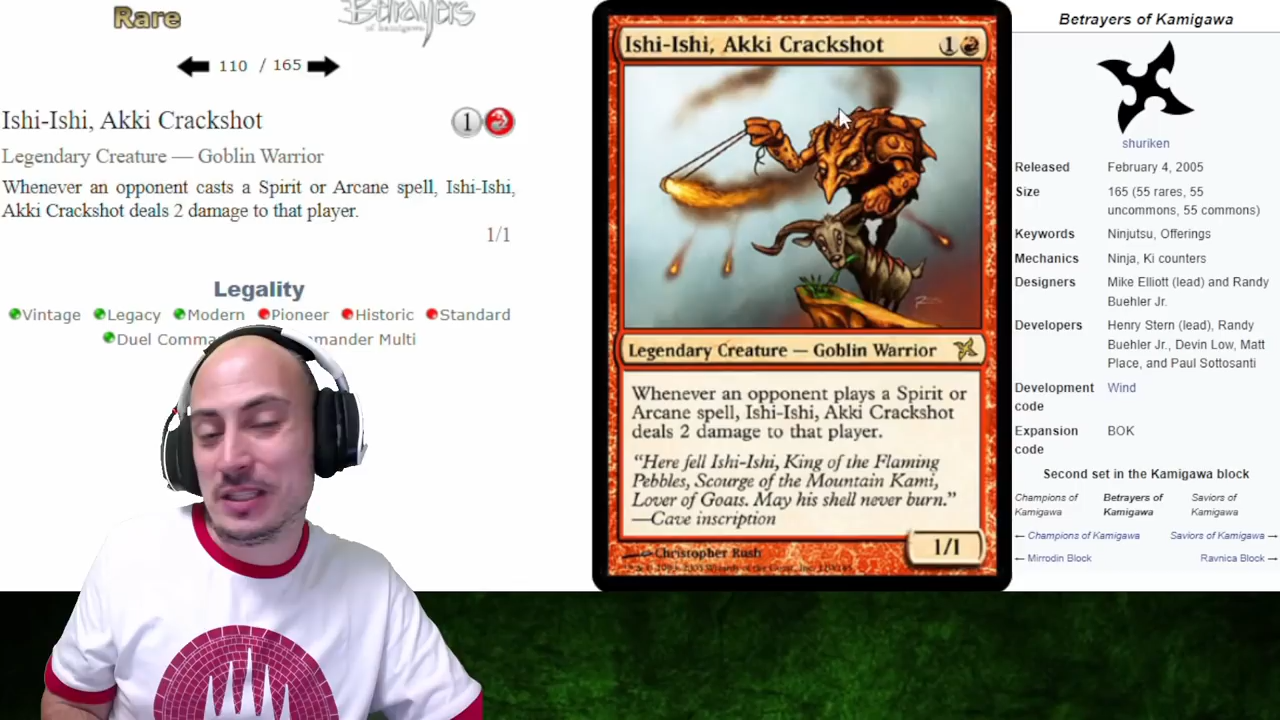 Rare
Betrayers
of Kamigawa
110 / 165
Ishi-Ishi, Akki Crackshot
1
Legendary Creature — Goblin Warrior
Whenever an opponent casts a Spirit or Arcane spell, Ishi-Ishi,
Akki Crackshot deals 2 damage to that player.
1/1
Legality
Vintage Legacy Modern Pioneer Historic Standard
Duel Comma mander Multi
Ishi-Ishi, Akki Crackshot 1
Legendary Creature — Goblin Warrior
Whenever an opponent plays a Spirit or
Arcane spell, Ishi-Ishi, Akki Crackshot
deals 2 damage to that player.
"Here fell Ishi-Ishi, King of the Flaming
Pebbles, Scourge of the Mountain Kami,
Lover of Goats. May his shell never burn."
—Cave inscription
Christopher Rush
1/1
Betrayers of Kamigawa
shuriken
Released February 4, 2005
Size 165 (55 rares, 55
uncommons, 55 commons)
Keywords Ninjutsu, Offerings
Mechanics Ninja, Ki counters
Designers Mike Elliott (lead) and Randy
Buehler Jr.
Developers Henry Stern (lead), Randy
Buehler Jr., Devin Low, Matt
Place, and Paul Sottosanti
Development Wind
code
Expansion BOK
code
Second set in the Kamigawa block
Champions of Betrayers of Saviors of
Kamigawa Kamigawa Kamigawa
← Champions of Kamigawa Saviors of Kamigawa →
← Mirrodin Block Ravnica Block →